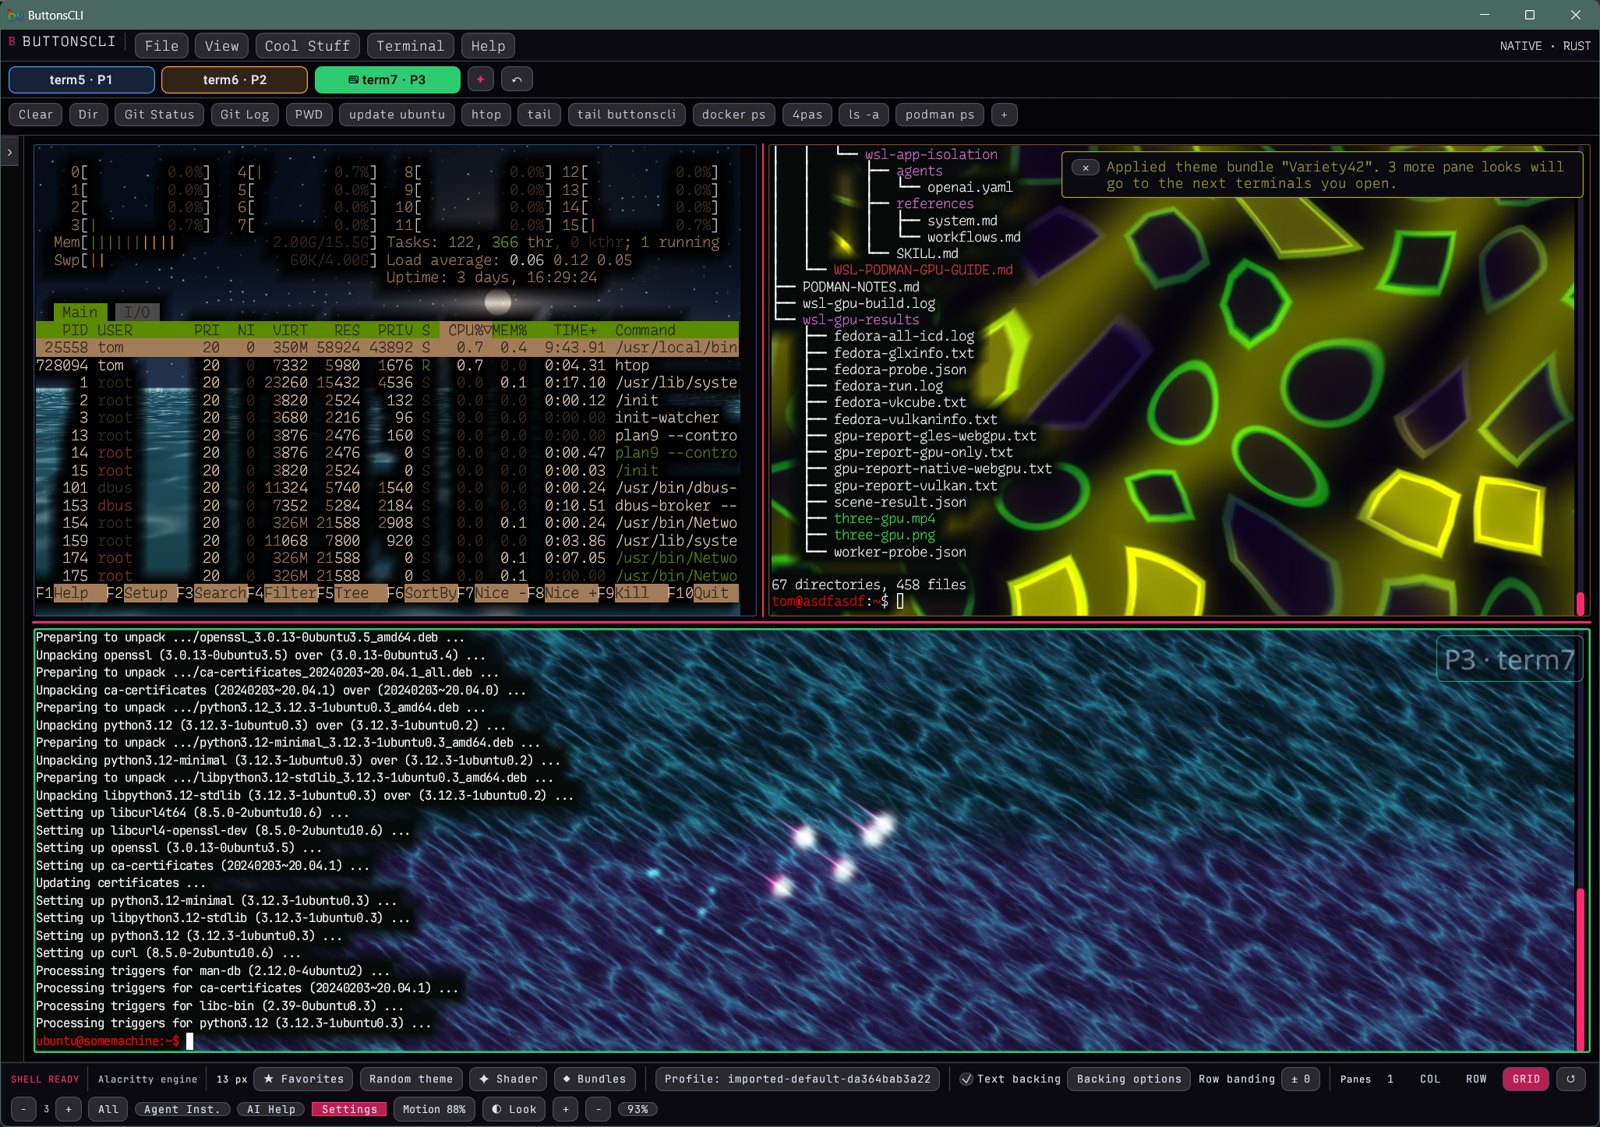 ButtonsCLI
B BUTTONSCLI File View Cool Stuff Terminal Help NATIVE · RUST
term5 · P1 term6 · P2 term7 · P3 +
Clear Dir Git Status Git Log PWD update ubuntu htop tail tail buttonscli docker ps 4pas ls -a podman ps +
0[ 0.0%] 4[| 0.7%] 8[ 0.0%] 12[ 0.0%]
1[ 0.0%] 5[ 0.0%] 9[ 0.0%] 13[ 0.0%]
2[ 0.0%] 6[ 0.0%] 10[ 0.0%] 14[ 0.0%]
3[| 0.7%] 7[ 0.0%] 11[ 0.0%] 15[| 0.7%]
Mem[||||||||||| 2.00G/15.5G] Tasks: 122, 366 thr, 0 kthr; 1 running
Swp[|| 60K/4.00G] Load average: 0.06 0.12 0.05
Uptime: 3 days, 16:29:24
Main I/O
PID USER PRI NI VIRT RES PRIV S CPU%▽MEM% TIME+ Command
25558 tom 20 0 350M 58924 43892 S 0.7 0.4 9:43.91 /usr/local/bin
728094 tom 20 0 7332 5980 1676 R 0.7 0.0 0:04.31 htop
1 root 20 0 23260 15432 4536 S 0.0 0.1 0:17.10 /usr/lib/syste
2 root 20 0 3820 2524 132 S 0.0 0.0 0:00.12 /init
3 root 20 0 3680 2216 96 S 0.0 0.0 0:00.00 init-watcher
13 root 20 0 3876 2476 160 S 0.0 0.0 0:00.00 plan9 --contro
14 root 20 0 3876 2476 0 S 0.0 0.0 0:00.47 plan9 --contro
15 root 20 0 3820 2524 0 S 0.0 0.0 0:00.03 /init
101 dbus 20 0 11324 5740 1540 S 0.0 0.0 0:00.24 /usr/bin/dbus-
153 dbus 20 0 7352 5284 2184 S 0.0 0.0 0:10.51 dbus-broker --
154 root 20 0 326M 21588 2908 S 0.0 0.1 0:00.24 /usr/bin/Netwo
159 root 20 0 11068 7800 920 S 0.0 0.0 0:03.86 /usr/lib/syste
174 root 20 0 326M 21588 0 S 0.0 0.1 0:07.05 /usr/bin/Netwo
175 root 20 0 326M 21588 0 S 0.0 0.1 0:00.00 /usr/bin/Netwo
F1Help F2Setup F3SearchF4FilterF5Tree F6SortByF7Nice -F8Nice +F9Kill F10Quit
wsl-app-isolation
agents
openai.yaml
references
system.md
workflows.md
SKILL.md
WSL-PODMAN-GPU-GUIDE.md
PODMAN-NOTES.md
wsl-gpu-build.log
wsl-gpu-results
fedora-all-icd.log
fedora-glxinfo.txt
fedora-probe.json
fedora-run.log
fedora-vkcube.txt
fedora-vulkaninfo.txt
gpu-report-gles-webgpu.txt
gpu-report-gpu-only.txt
gpu-report-native-webgpu.txt
gpu-report-vulkan.txt
scene-result.json
three-gpu.mp4
three-gpu.png
worker-probe.json
67 directories, 458 files
tom@asdfasdf:~$
Applied theme bundle "Variety42". 3 more pane looks will
go to the next terminals you open.
Preparing to unpack .../openssl_3.0.13-0ubuntu3.5_amd64.deb ...
Unpacking openssl (3.0.13-0ubuntu3.5) over (3.0.13-0ubuntu3.4) ...
Preparing to unpack .../ca-certificates_20240203~20.04.1_all.deb ...
Unpacking ca-certificates (20240203~20.04.1) over (20240203~20.04.0) ...
Preparing to unpack .../python3.12_3.12.3-1ubuntu0.3_amd64.deb ...
Unpacking python3.12 (3.12.3-1ubuntu0.3) over (3.12.3-1ubuntu0.2) ...
Preparing to unpack .../python3.12-minimal_3.12.3-1ubuntu0.3_amd64.deb ...
Unpacking python3.12-minimal (3.12.3-1ubuntu0.3) over (3.12.3-1ubuntu0.2) ...
Preparing to unpack .../libpython3.12-stdlib_3.12.3-1ubuntu0.3_amd64.deb ...
Unpacking libpython3.12-stdlib (3.12.3-1ubuntu0.3) over (3.12.3-1ubuntu0.2) ...
Setting up libcurl4t64 (8.5.0-2ubuntu10.6) ...
Setting up libcurl4-openssl-dev (8.5.0-2ubuntu10.6) ...
Setting up openssl (3.0.13-0ubuntu3.5) ...
Setting up ca-certificates (20240203~20.04.1) ...
Updating certificates ...
Setting up python3.12-minimal (3.12.3-1ubuntu0.3) ...
Setting up libpython3.12-stdlib (3.12.3-1ubuntu0.3) ...
Setting up python3.12 (3.12.3-1ubuntu0.3) ...
Setting up curl (8.5.0-2ubuntu10.6) ...
Processing triggers for man-db (2.12.0-4ubuntu2) ...
Processing triggers for ca-certificates (20240203~20.04.1) ...
Processing triggers for libc-bin (2.39-0ubuntu8.3) ...
Processing triggers for python3.12 (3.12.3-1ubuntu0.3) ...
ubuntu@somemachine:~$
P3 · term7
SHELL READY Alacritty engine 13 px ★ Favorites Random theme ✦ Shader ◆ Bundles Profile: imported-default-da364bab3a22 Text backing Backing options Row banding ± 0 Panes 1 COL ROW GRID ↺
- 3 + All Agent Inst. AI Help Settings Motion 88% ◐ Look + - 93%